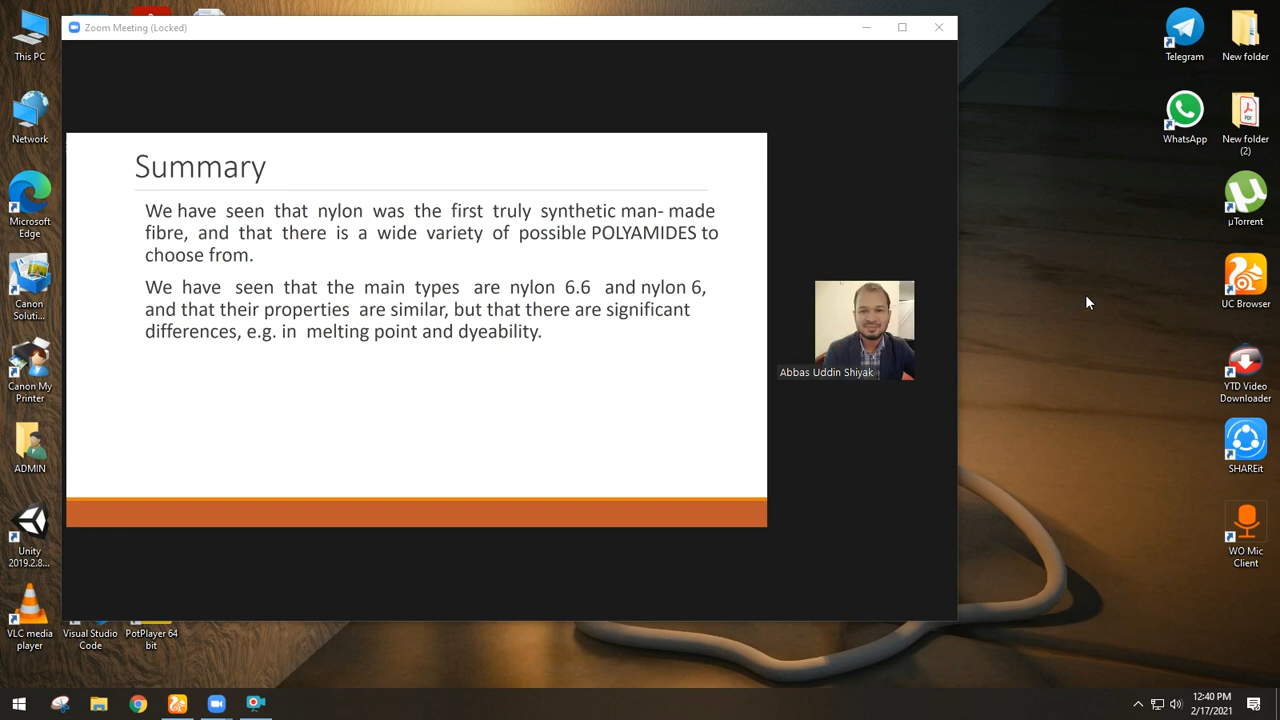 Zoom Meeting (Locked)
Summary
We have seen that nylon was the first truly synthetic man- made
fibre, and that there is a wide variety of possible POLYAMIDES to
choose from.
We have seen that the main types are nylon 6.6 and nylon 6,
and that their properties are similar, but that there are significant
differences, e.g. in melting point and dyeability.
Abbas Uddin Shiyak
This PC
Network
Microsoft
Edge
Canon
Soluti...
Canon My
Printer
ADMIN
Unity
2019.2.8...
VLC media
player
Visual Studio
Code
PotPlayer 64
bit
Telegram
New folder
WhatsApp
PDF
New folder
(2)
µTorrent
UC Browser
YTD Video
Downloader
SHAREit
WO Mic
Client
12:40 PM
2/17/2021